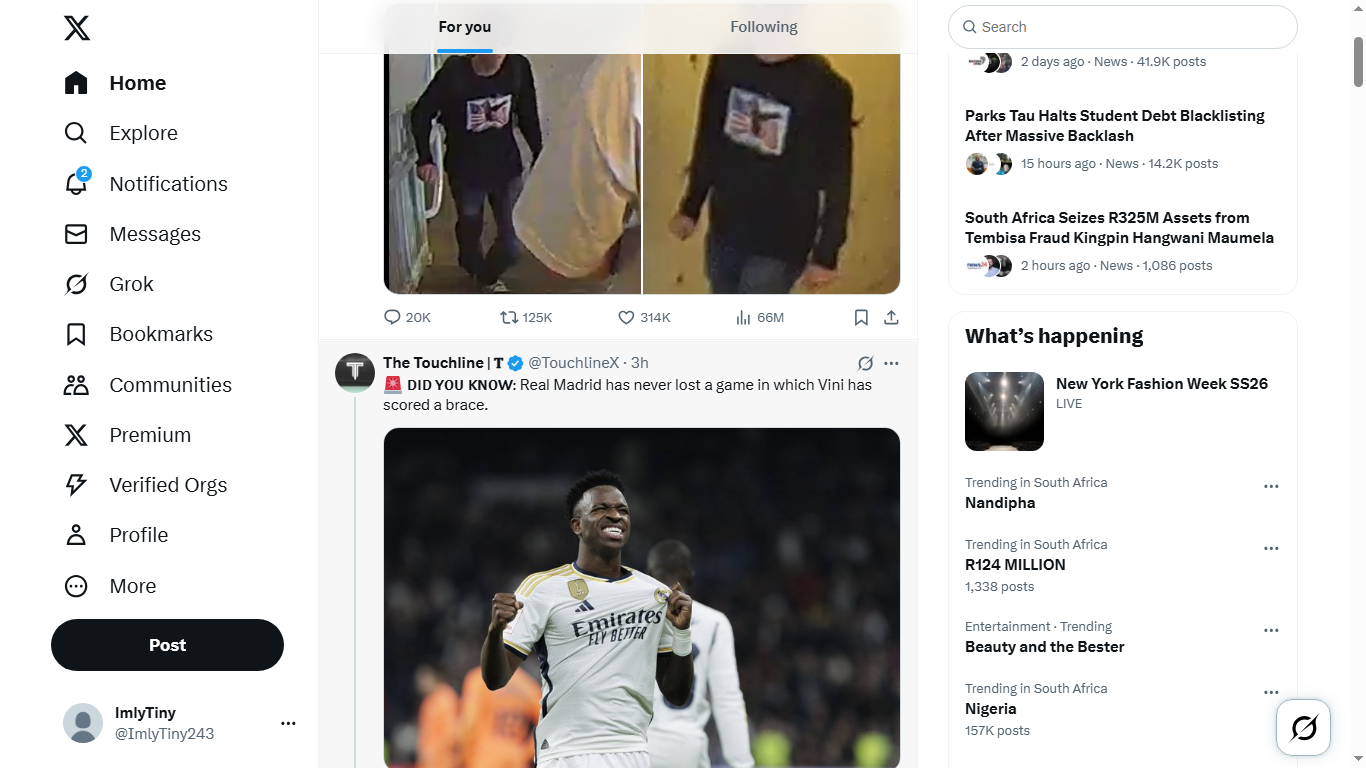 Home
Explore
2
Notifications
Messages
Grok
Bookmarks
Communities
Premium
Verified Orgs
Profile
More
Post
ImlyTiny
@ImlyTiny243
For you
Following
20K
125K
314K
66M
The Touchline | 𝐓 @TouchlineX · 3h
🚨 𝗗𝗜𝗗 𝗬𝗢𝗨 𝗞𝗡𝗢𝗪: Real Madrid has never lost a game in which Vini has
scored a brace.
Emirates
FLY BETTER
Search
2 days ago · News · 41.9K posts
Parks Tau Halts Student Debt Blacklisting
After Massive Backlash
15 hours ago · News · 14.2K posts
South Africa Seizes R325M Assets from
Tembisa Fraud Kingpin Hangwani Maumela
2 hours ago · News · 1,086 posts
What’s happening
New York Fashion Week SS26
LIVE
Trending in South Africa
Nandipha
Trending in South Africa
R124 MILLION
1,338 posts
Entertainment · Trending
Beauty and the Bester
Trending in South Africa
Nigeria
157K posts